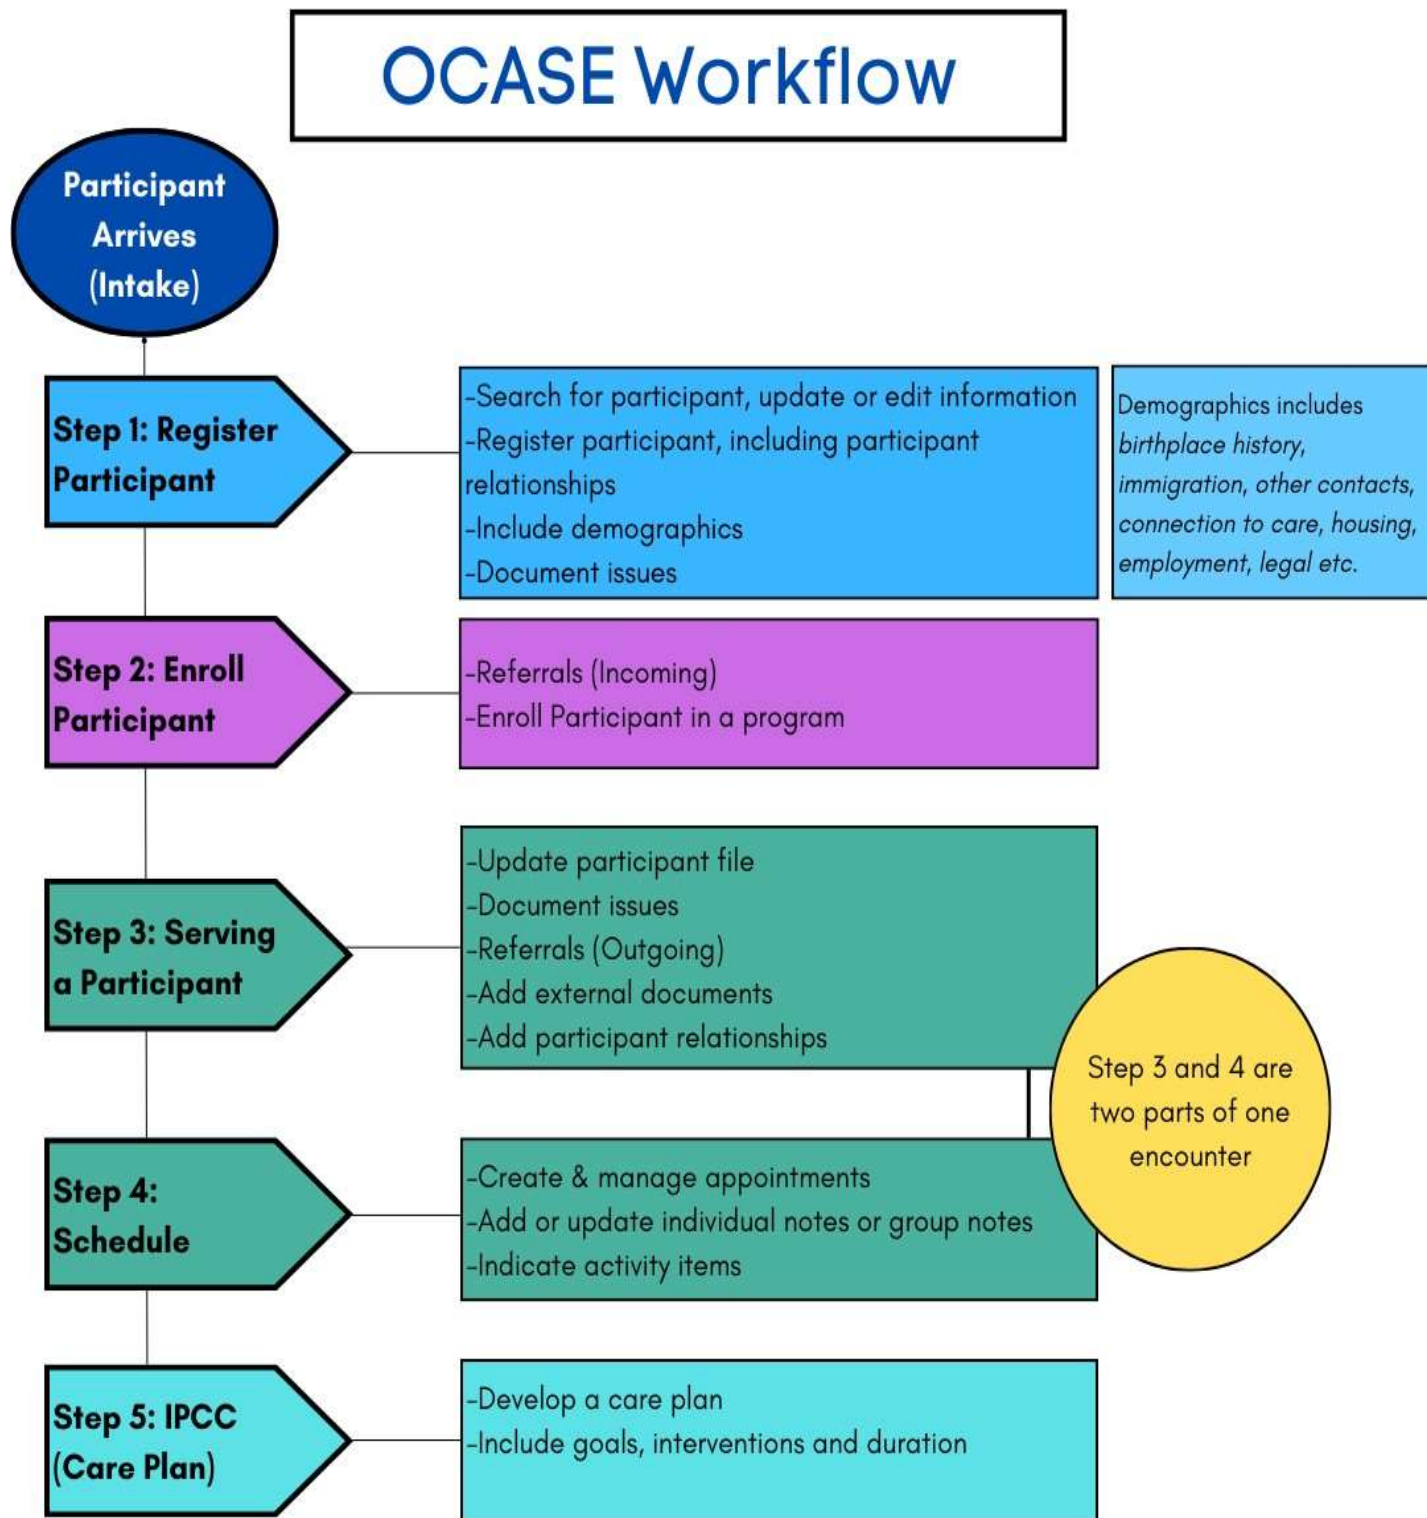 OCASE Workflow
Participant
Arrives
(Intake)
Step 1: Register
Participant
-Search for participant, update or edit information
-Register participant, including participant
relationships
-Include demographics
-Document issues
Demographics includes
birthplace history,
immigration, other contacts,
connection to care, housing,
employment, legal etc.
Step 2: Enroll
Participant
-Referrals (Incoming)
-Enroll Participant in a program
Step 3: Serving
a Participant
-Update participant file
-Document issues
-Referrals (Outgoing)
-Add external documents
-Add participant relationships
Step 3 and 4 are
two parts of one
encounter
Step 4:
Schedule
-Create & manage appointments
-Add or update individual notes or group notes
-Indicate activity items
Step 5: IPCC
(Care Plan)
-Develop a care plan
-Include goals, interventions and duration